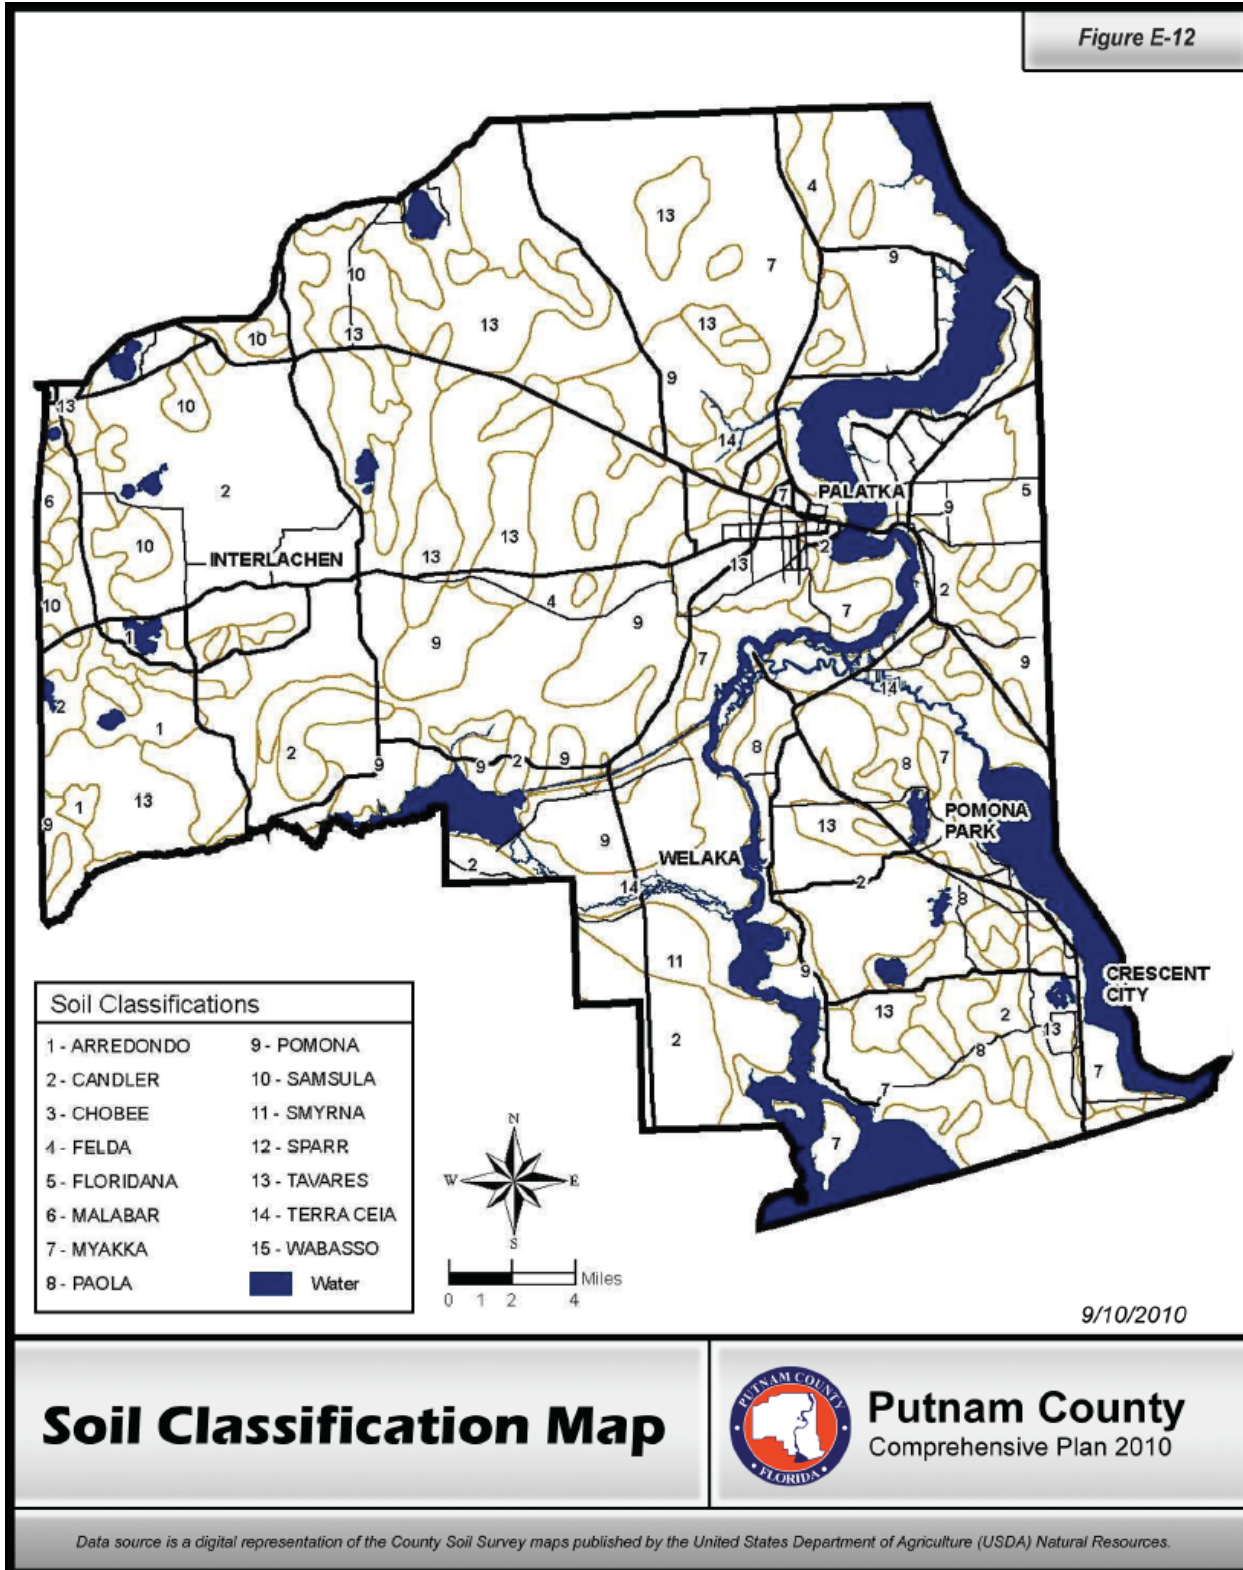 Figure E-12
4
13
9
7
10
10
13
13
13
9
13
10
14
6
2
7
PALATKA
9
5
10
13
13
13
2
INTERLACHEN
10
4
7
2
1
9
9
7
9
14
2
1
8
8
7
2
9
9
2
9
1
13
POMONA
PARK
9
13
9
WELAKA
2
14
2
8
11
9
CRESCENT
CITY
13
2
13
2
8
7
7
7
Soil Classifications
1 - ARREDONDO
2 - CANDLER
3 - CHOBEE
4 - FELDA
5 - FLORIDANA
6 - MALABAR
7 - MYAKKA
8 - PAOLA
9 - POMONA
10 - SAMSULA
11 - SMYRNA
12 - SPARR
13 - TAVARES
14 - TERRA CEIA
15 - WABASSO
Water
N
W E
S
Miles
0 1 2 4
9/10/2010
Soil Classification Map
PUTNAM COUNTY
• FLORIDA •
Putnam County
Comprehensive Plan 2010
Data source is a digital representation of the County Soil Survey maps published by the United States Department of Agriculture (USDA) Natural Resources.